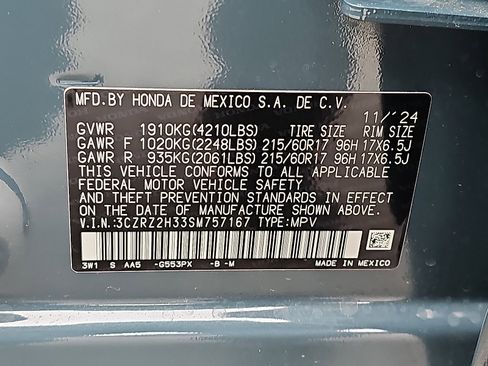 MFD.BY HONDA DE MEXICO S.A. DE C.V.
11/'24
GVWR 1910KG(4210LBS) TIRE SIZE RIM SIZE
GAWR F 1020KG(2248LBS) 215/60R17 96H 17X6.5J
GAWR R 935KG(2061LBS) 215/60R17 96H 17X6.5J
THIS VEHICLE CONFORMS TO ALL APPLICABLE
FEDERAL MOTOR VEHICLE SAFETY
AND THEFT PREVENTION STANDARDS IN EFFECT
ON THE DATE OF MANUFACTURE SHOWN ABOVE.
V.I.N.:3CZRZ2H33SM757167 TYPE:MPV
3W1 S AA5 -G553PX -B -M MADE IN MEXICO